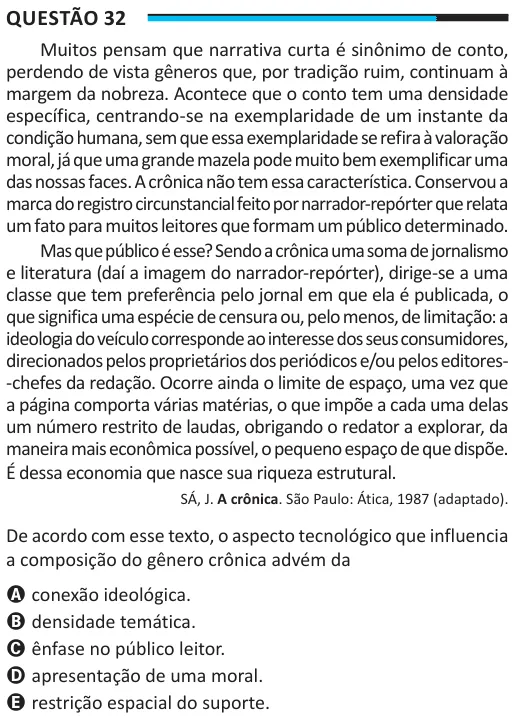 QUESTÃO 32
Muitos pensam que narrativa curta é sinônimo de conto,
perdendo de vista gêneros que, por tradição ruim, continuam à
margem da nobreza. Acontece que o conto tem uma densidade
específica, centrando-se na exemplaridade de um instante da
condição humana, sem que essa exemplaridade se refira à valoração
moral, já que uma grande mazela pode muito bem exemplificar uma
das nossas faces. A crônica não tem essa característica. Conservou a
marca do registro circunstancial feito por narrador-repórter que relata
um fato para muitos leitores que formam um público determinado.
Mas que público é esse? Sendo a crônica uma soma de jornalismo
e literatura (daí a imagem do narrador-repórter), dirige-se a uma
classe que tem preferência pelo jornal em que ela é publicada, o
que significa uma espécie de censura ou, pelo menos, de limitação: a
ideologia do veículo corresponde ao interesse dos seus consumidores,
direcionados pelos proprietários dos periódicos e/ou pelos editores-
-chefes da redação. Ocorre ainda o limite de espaço, uma vez que
a página comporta várias matérias, o que impõe a cada uma delas
um número restrito de laudas, obrigando o redator a explorar, da
maneira mais econômica possível, o pequeno espaço de que dispõe.
É dessa economia que nasce sua riqueza estrutural.
SÁ, J. A crônica. São Paulo: Ática, 1987 (adaptado).
De acordo com esse texto, o aspecto tecnológico que influencia
a composição do gênero crônica advém da
A conexão ideológica.
B densidade temática.
C ênfase no público leitor.
D apresentação de uma moral.
E restrição espacial do suporte.